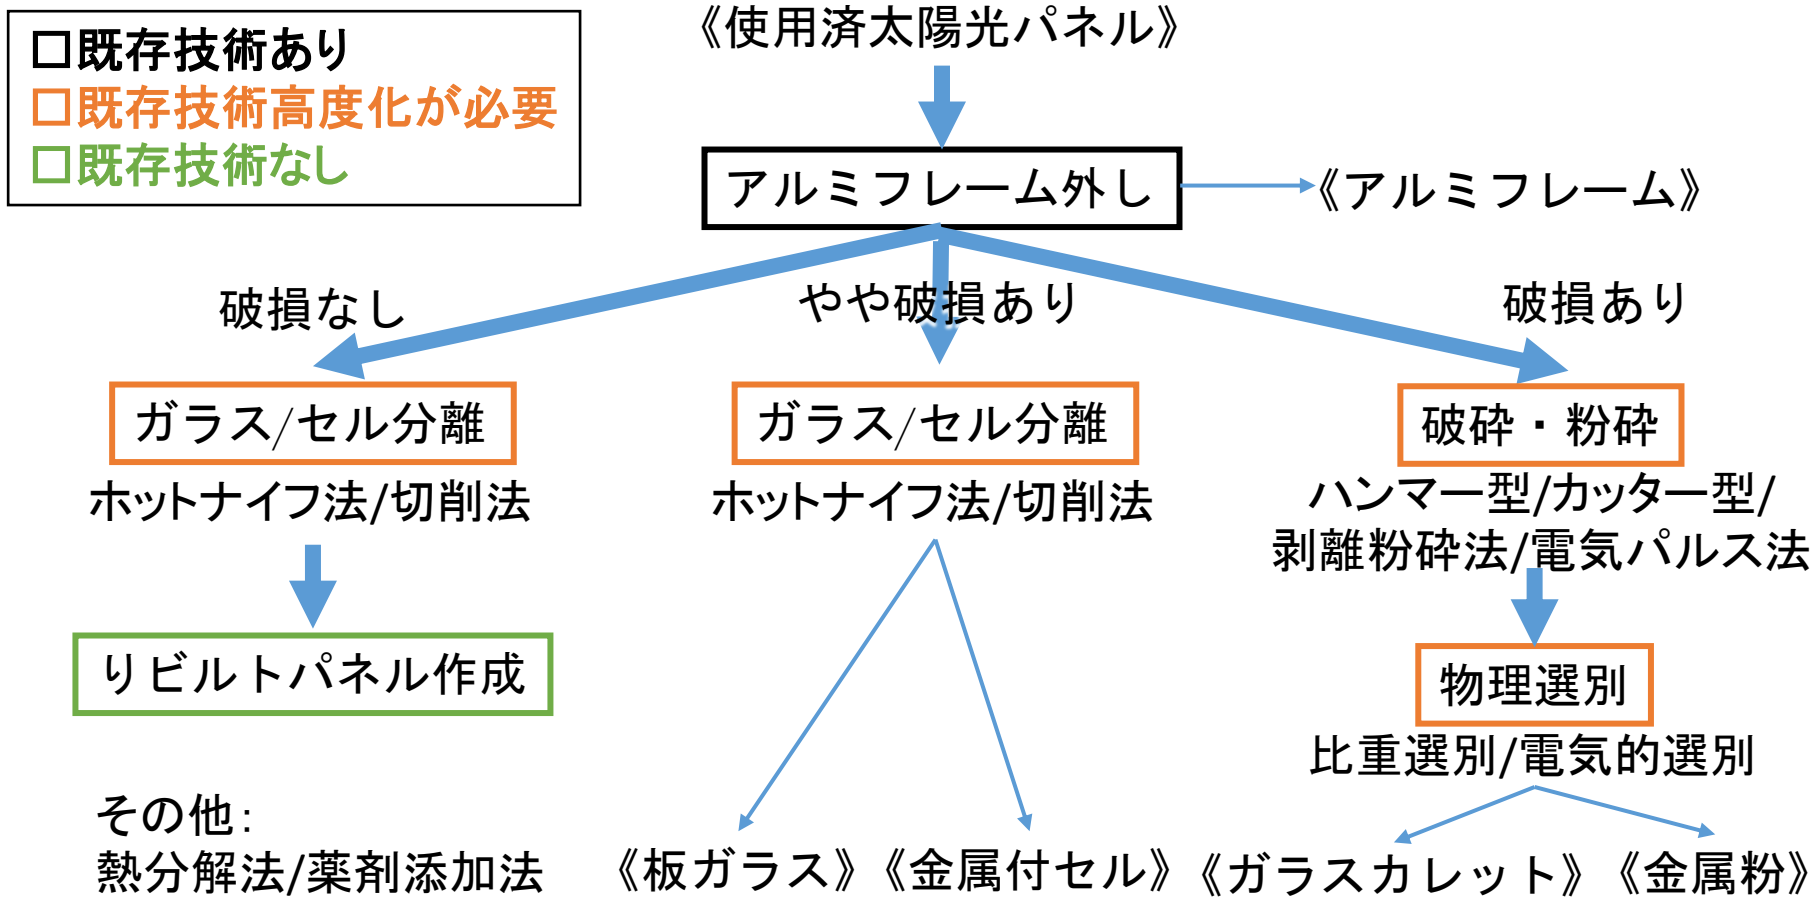 □既存技術あり
□既存技術高度化が必要
□既存技術なし
《使用済太陽光パネル》
アルミフレーム外し
《アルミフレーム》
破損なし
やや破損あり
破損あり
ガラス/セル分離
ホットナイフ法/切削法
ガラス/セル分離
ホットナイフ法/切削法
破砕・粉砕
ハンマー型/カッター型/
剥離粉砕法/電気パルス法
りビルトパネル作成
物理選別
比重選別/電気的選別
その他:
熱分解法/薬剤添加法
《板ガラス》
《金属付セル》
《ガラスカレット》
《金属粉》